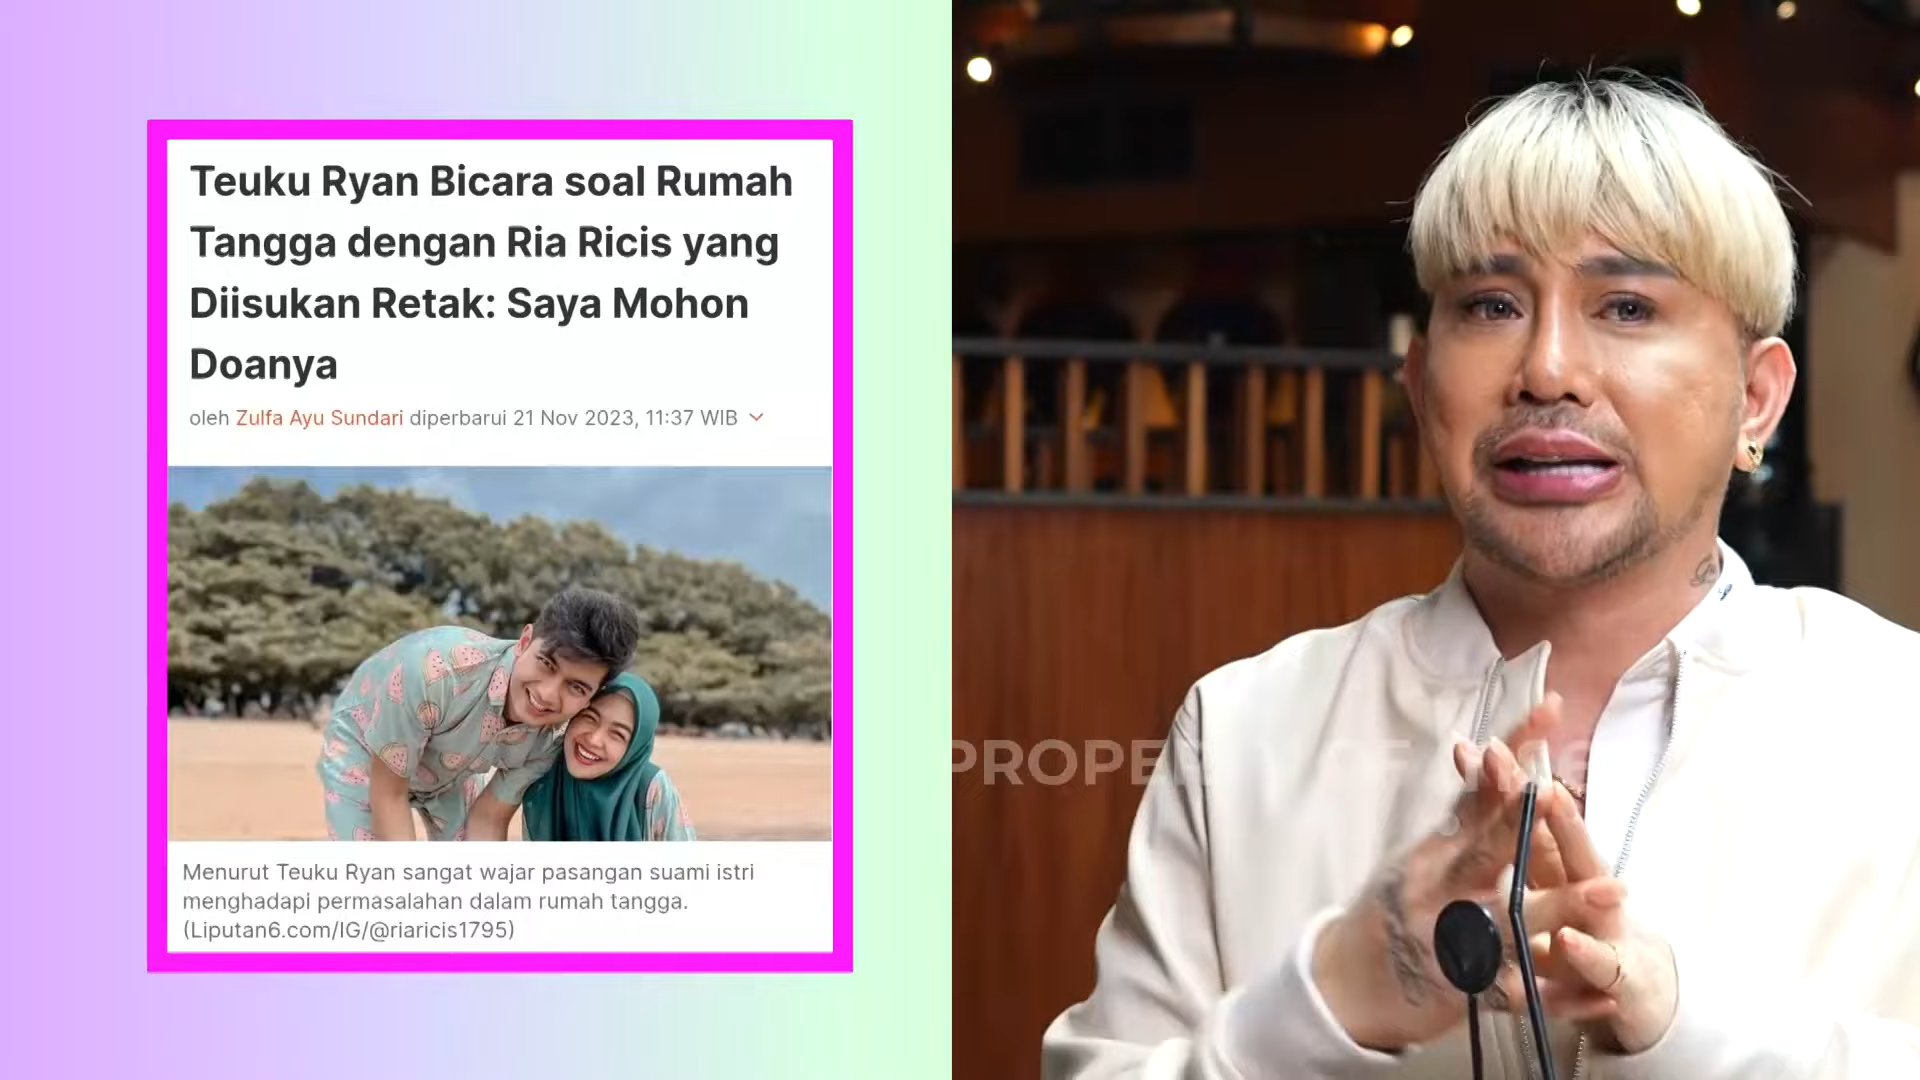 Teuku Ryan Bicara soal Rumah
Tangga dengan Ria Ricis yang
Diisukan Retak: Saya Mohon
Doanya
oleh Zulfa Ayu Sundari diperbarui 21 Nov 2023, 11:37 WIB
Menurut Teuku Ryan sangat wajar pasangan suami istri
menghadapi permasalahan dalam rumah tangga.
(Liputan6.com/IG/@riaricis1795)
PROPERTY OF